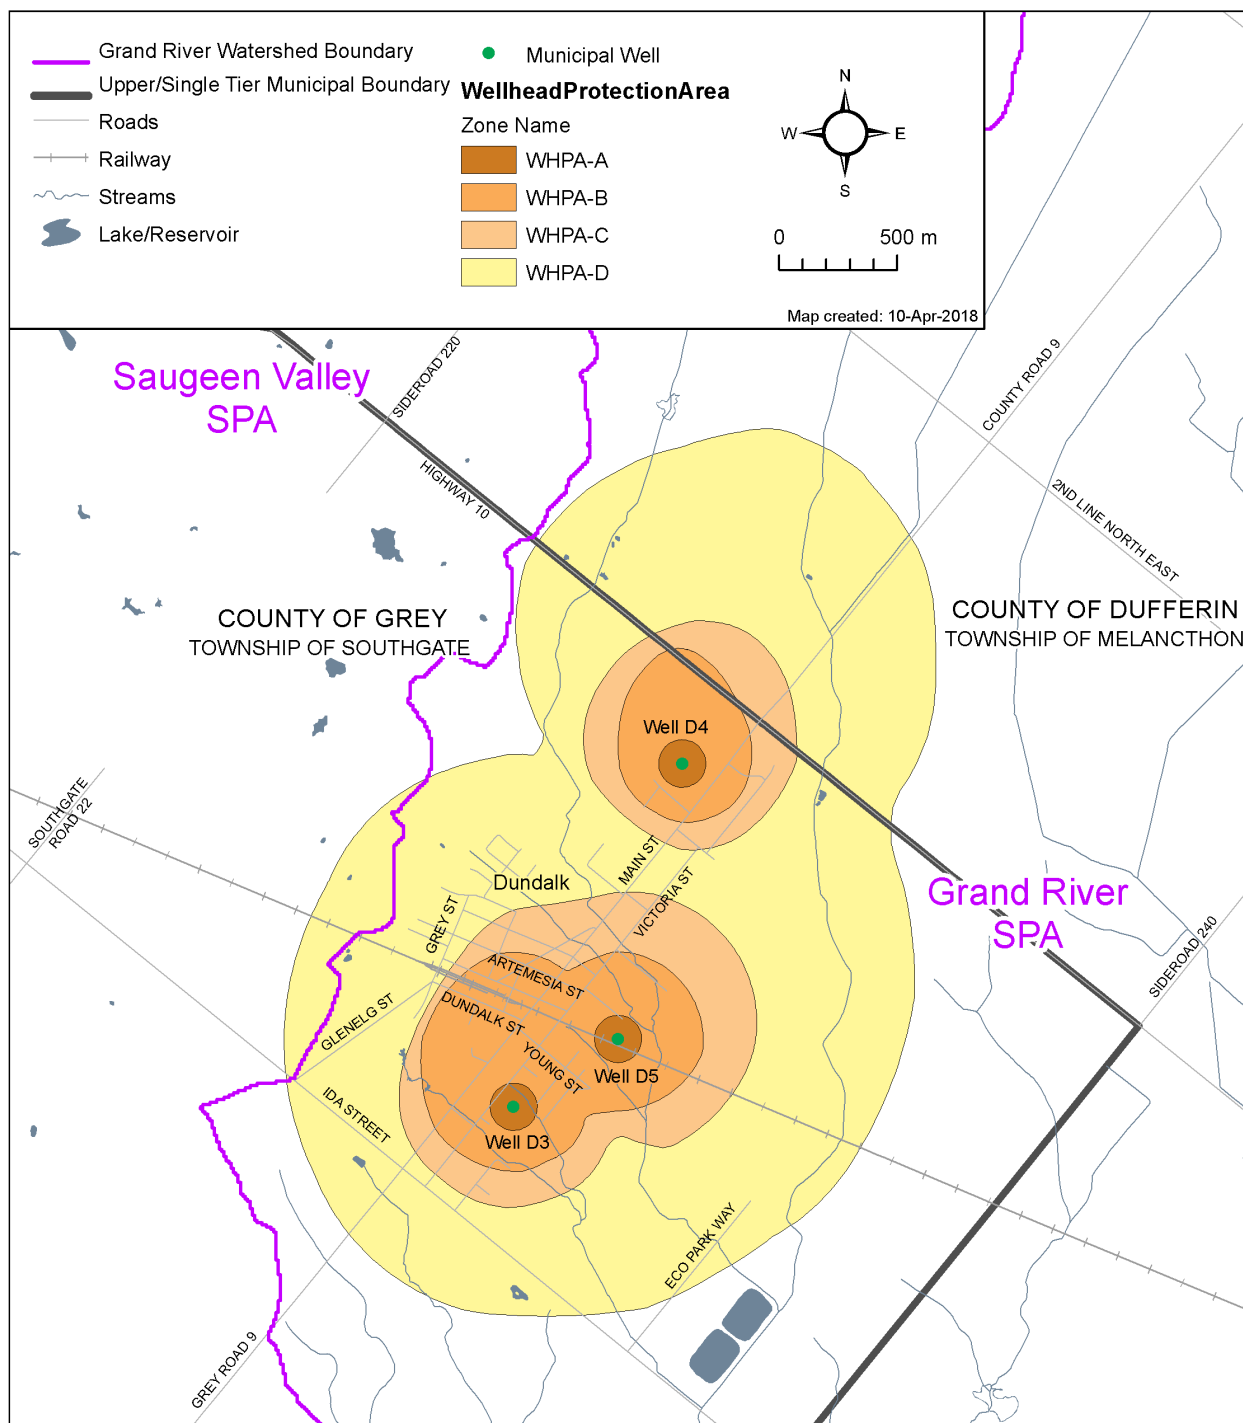 Grand River Watershed Boundary
Upper/Single Tier Municipal Boundary
Roads
Railway
Streams
Lake/Reservoir
Municipal Well
WellheadProtectionArea
Zone Name
WHPA-A
WHPA-B
WHPA-C
WHPA-D
N
W
E
S
0
500 m
Map created: 10-Apr-2018
Saugeen Valley
SPA
SIDEROAD 220
HIGHWAY 10
COUNTY ROAD 9
2ND LINE NORTH EAST
COUNTY OF GREY
TOWNSHIP OF SOUTHGATE
COUNTY OF DUFFERIN
TOWNSHIP OF MELANCTHON
Well D4
SOUTHGATE
ROAD 22
MAIN ST
VICTORIA ST
Dundalk
GREY ST
Grand River
SPA
SIDEROAD 240
ARTEMESIA ST
DUNDALK ST
GLENELG ST
YOUNG ST
Well D5
IDA STREET
Well D3
ECO PARK WAY
GREY ROAD 9